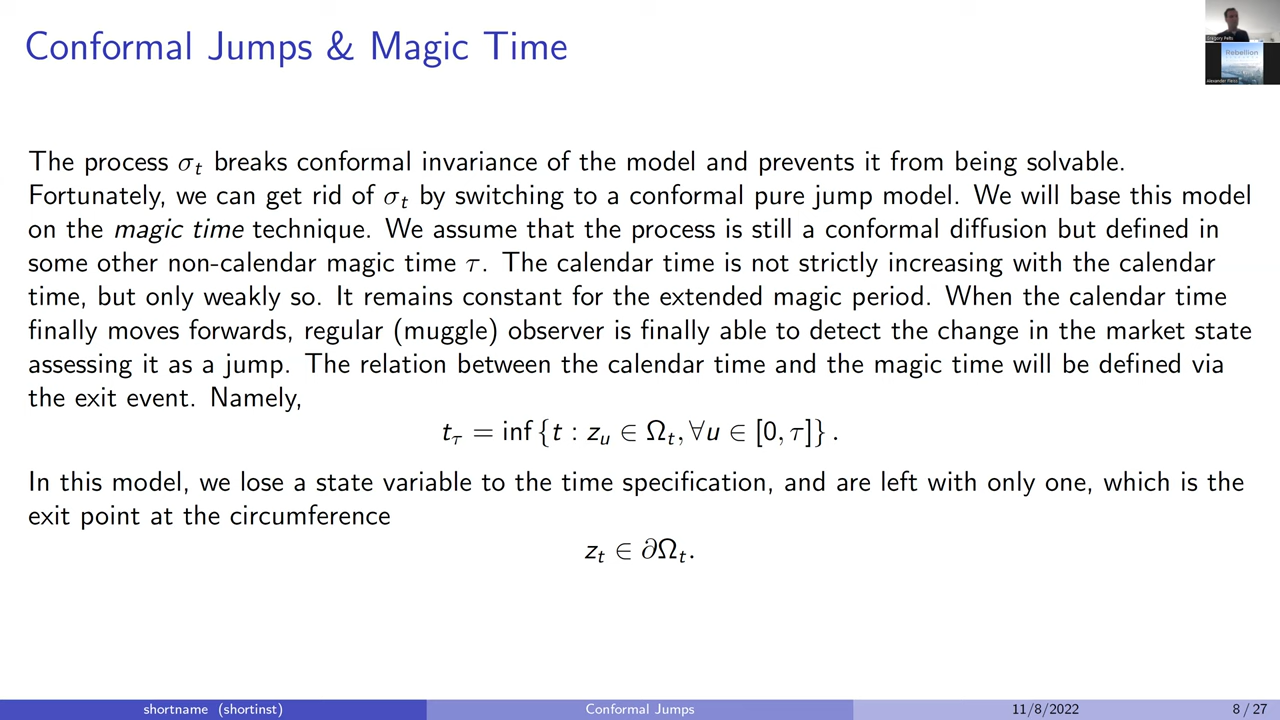 Conformal Jumps & Magic Time
Gregory Pelts
Rebellion
The process σₜ breaks conformal invariance of the model and prevents it from being solvable.
Fortunately, we can get rid of σₜ by switching to a conformal pure jump model. We will base this model
on the magic time technique. We assume that the process is still a conformal diffusion but defined in
some other non-calendar magic time τ. The calendar time is not strictly increasing with the calendar
time, but only weakly so. It remains constant for the extended magic period. When the calendar time
finally moves forwards, regular (muggle) observer is finally able to detect the change in the market state
assessing it as a jump. The relation between the calendar time and the magic time will be defined via
the exit event. Namely,
t_τ = inf {t : z_u ∈ Ω_t, ∀u ∈ [0, τ]} .
In this model, we lose a state variable to the time specification, and are left with only one, which is the
exit point at the circumference
z_t ∈ ∂Ω_t.
shortname (shortinst) Conformal Jumps 11/8/2022 8 / 27